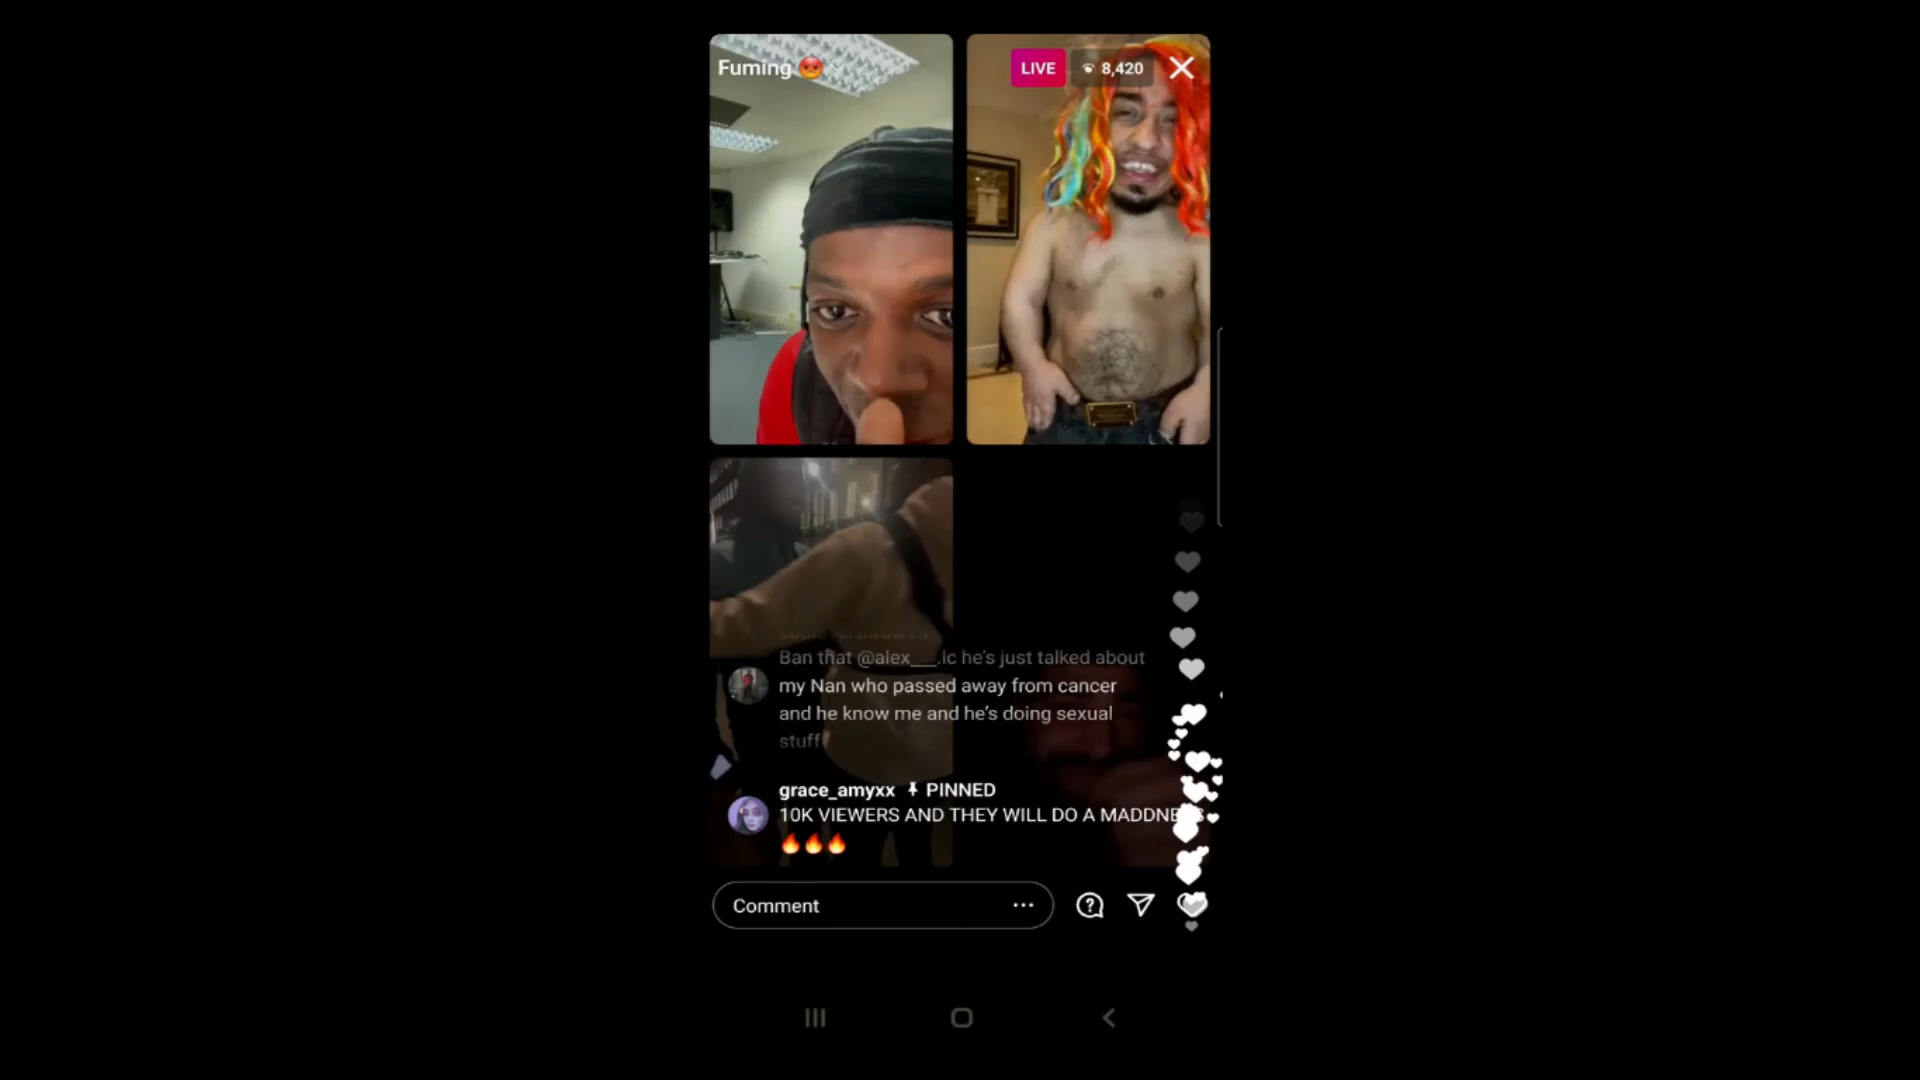 Fuming 😡
LIVE
8,420
Ban that @alex___.lc he's just talked about
my Nan who passed away from cancer
and he know me and he's doing sexual
stuff
grace_amyxx PINNED
10K VIEWERS AND THEY WILL DO A MADDNESS
🔥🔥🔥
Comment